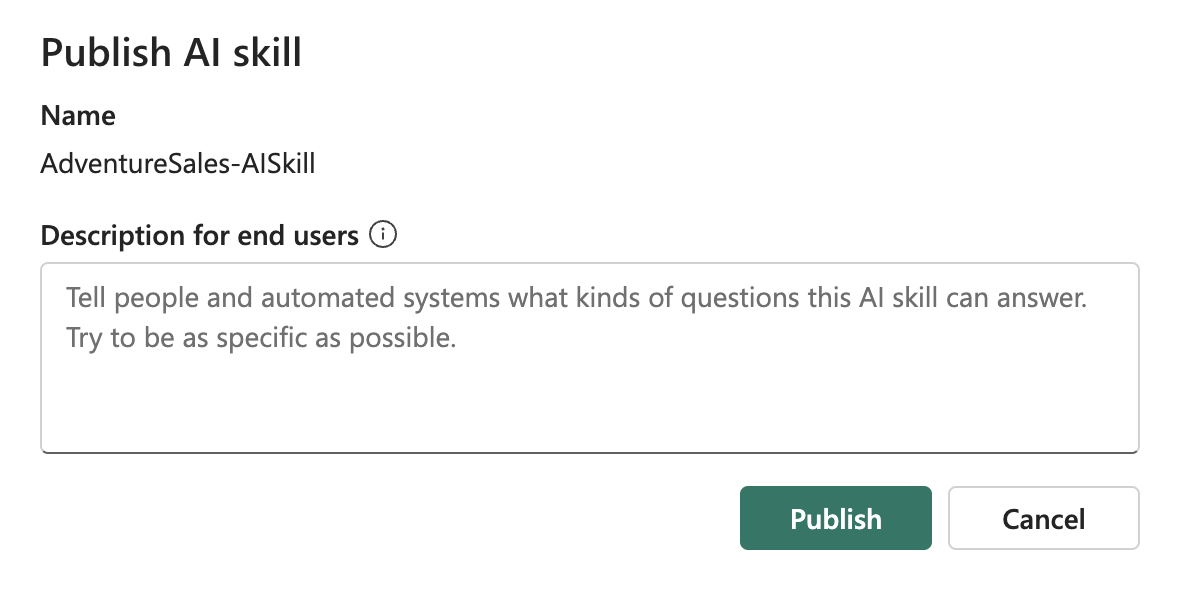 Publish AI skill
Name
AdventureSales-AISkill
Description for end users
Tell people and automated systems what kinds of questions this AI skill can answer.
Try to be as specific as possible.
Publish
Cancel